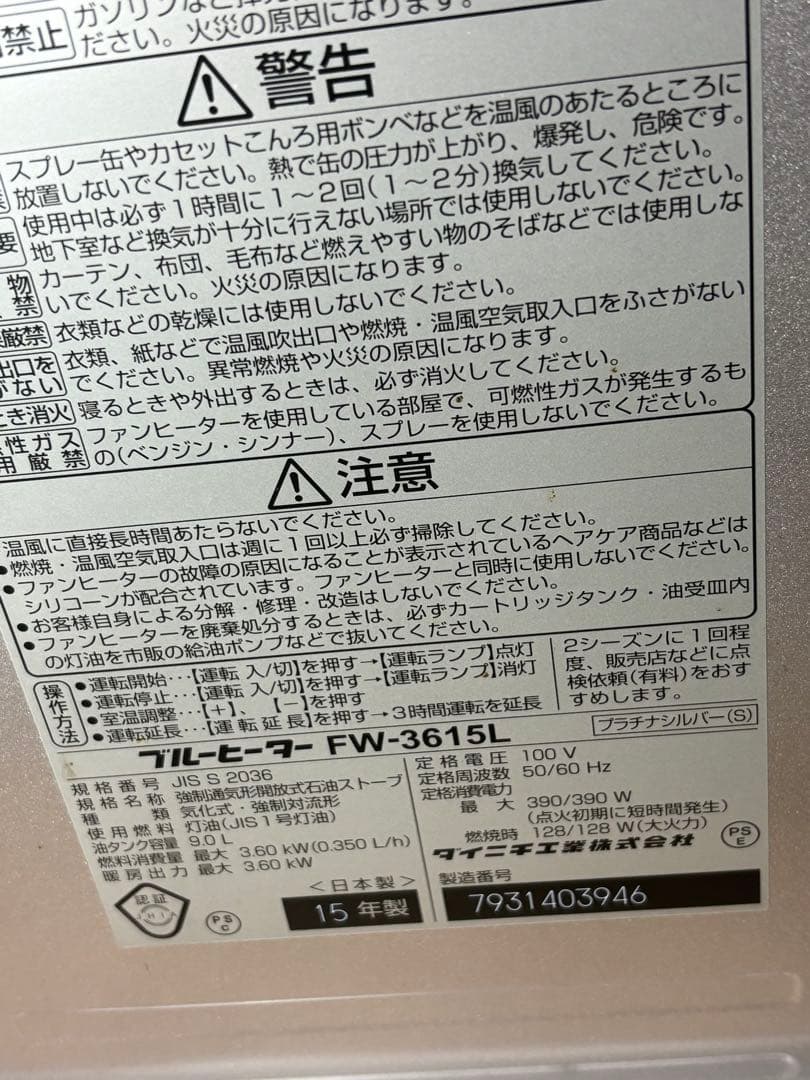 禁止
ガソリンなど
ださい。火災の原因になります。
警告
スプレー缶やカセットこんろ用ボンベなどを温風のあたるところに
放置しないでください。熱で缶の圧力が上がり、爆発し、危険です。
要
使用中は必ず1時間に1～2回(1～2分)換気してください。
地下室など換気が十分に行えない場所では使用しないでください。
物
禁
カーテン、布団、毛布など燃えやすい物のそばなどでは使用しな
いでください。火災の原因になります。
厳禁
衣類などの乾燥には使用しないでください。
出口を
がない
衣類、紙などで温風吹出口や燃焼・温風空気取入口をふさがない
でください。異常燃焼や火災の原因になります。
とき消火
寝るときや外出するときは、必ず消火してください。
性ガス
用厳禁
ファンヒーターを使用している部屋で、可燃性ガスが発生するも
の(ベンジン・シンナー)、スプレーを使用しないでください。
注意
温風に直接長時間あたらないでください。
●燃焼・温風空気取入口は週に1回以上必ず掃除してください。
●ファンヒーターの故障の原因になることが表示されているヘアケア商品などは
シリコーンが配合されています。ファンヒーターと同時に使用しないでください。
●お客様自身による分解・修理・改造はしないでください。
●ファンヒーターを廃棄処分するときは、必ずカートリッジタンク・油受皿内
の灯油を市販の給油ポンプなどで抜いてください。
操作方法
●運転開始･･･【運転 入/切】を押す→【運転ランプ】点灯
●運転停止･･･【運転 入/切】を押す→【運転ランプ】消灯
●室温調整･･･【+】、【−】を押す
●運転延長･･･【運転延長】を押す→3時間運転を延長
2シーズンに1回程
度、販売店などに点
検依頼(有料)をおす
すめします。
ブルーヒーター FW-3615L
プラチナシルバー(S)
規格番号 JIS S 2036
規格名称 強制通気形開放式石油ストーブ
種類 気化式・強制対流形
使用燃料 灯油(JIS1号灯油)
油タンク容量 9.0L
燃料消費量 最大 3.60 kW(0.350 L/h)
暖房出力 最大 3.60 kW
定格電圧 100 V
定格周波数 50/60 Hz
定格消費電力
最大 390/390 W
(点火初期に短時間発生)
燃焼時 128/128 W(大火力)
ダイニチ工業株式会社
PS
E
認証
JHIA
PS
C
<日本製>
15 年製
製造番号
7931403946